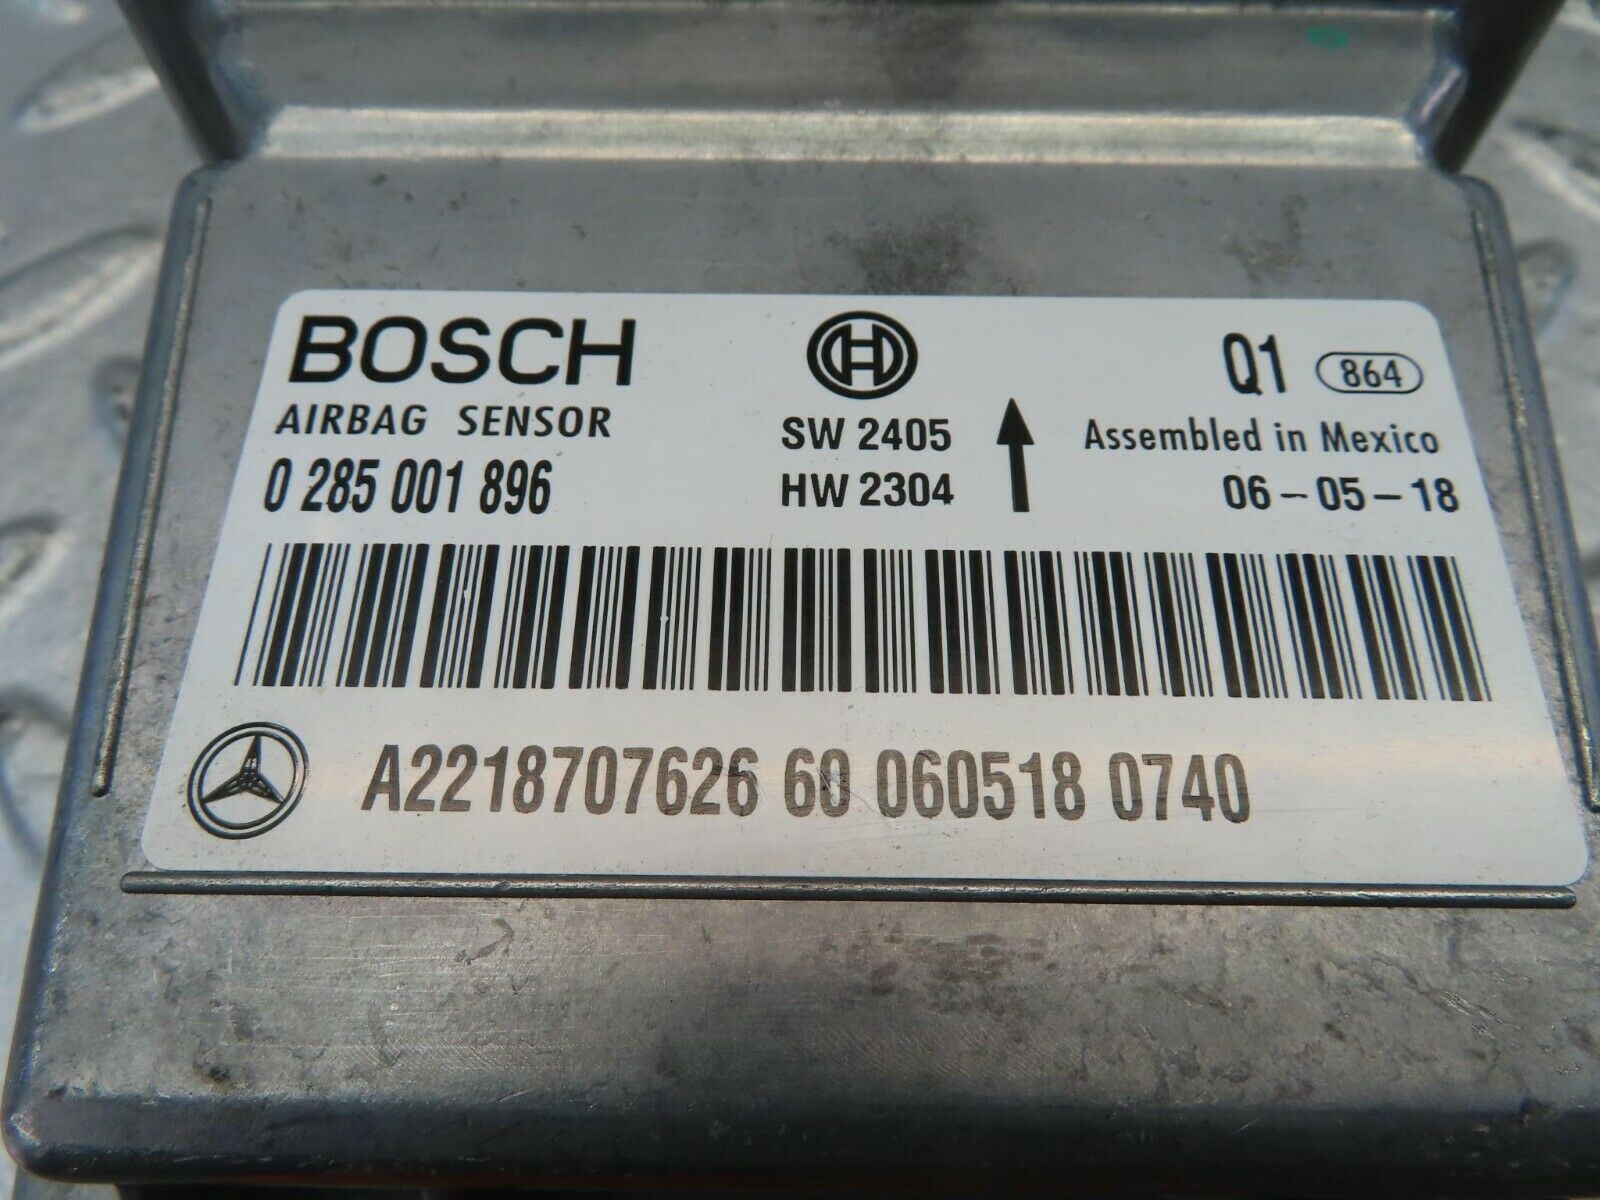 BOSCH
AIRBAG SENSOR
0 285 001 896
H
SW 2405
HW 2304
Q1 864
Assembled in Mexico
06-05-18
A2218707626 60 060518 0740